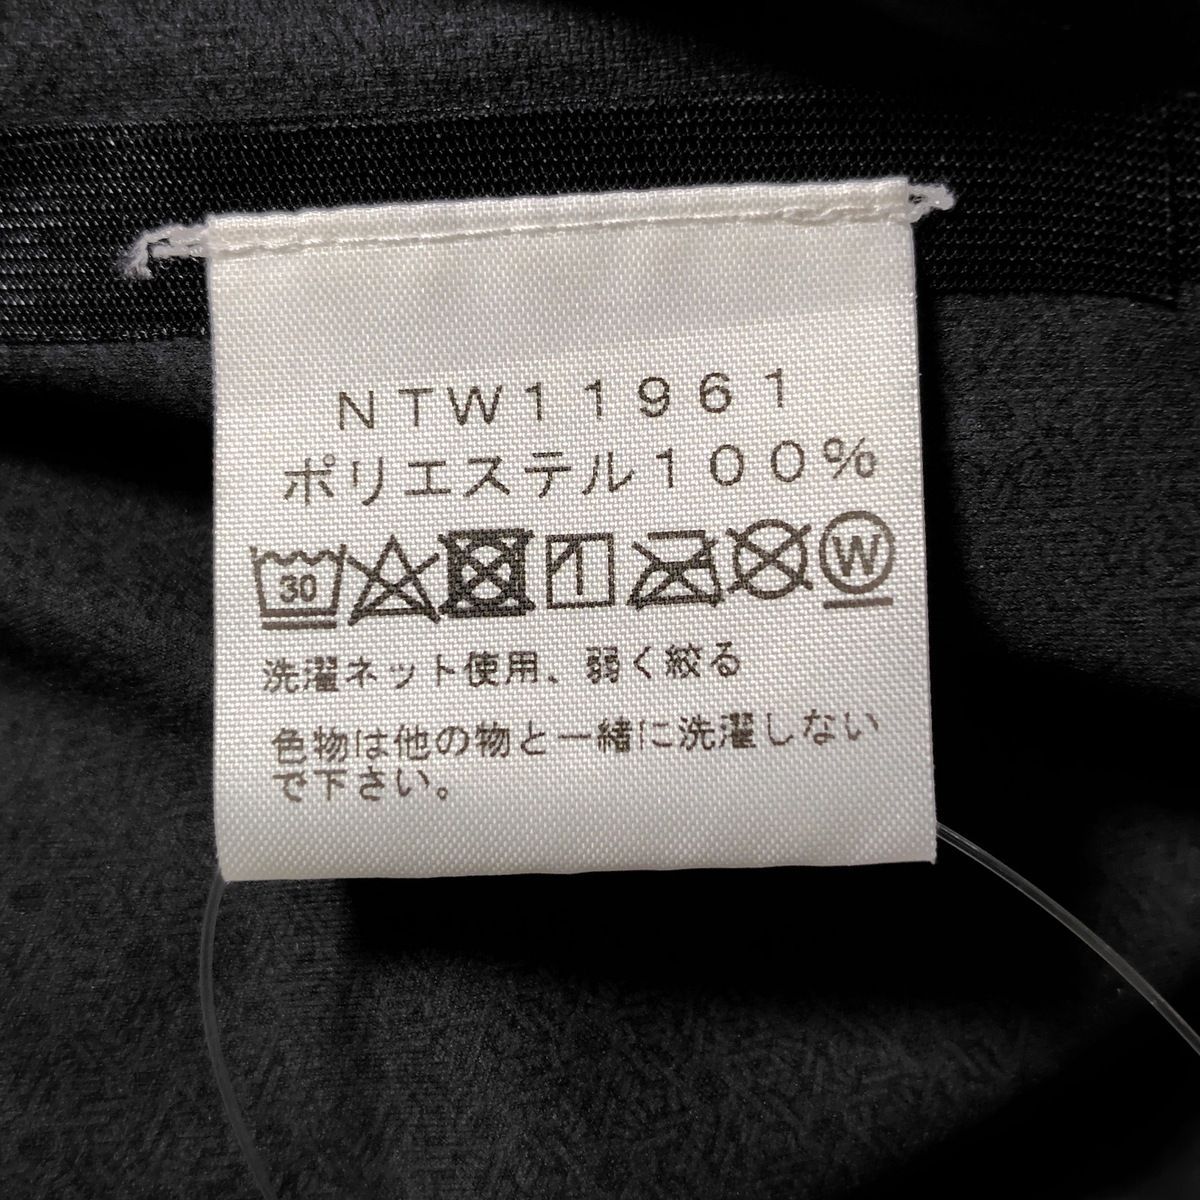 NTW11961
ポリエステル100%
30 W
洗濯ネット使用、弱く絞る
色物は他の物と一緒に洗濯しない
で下さい。